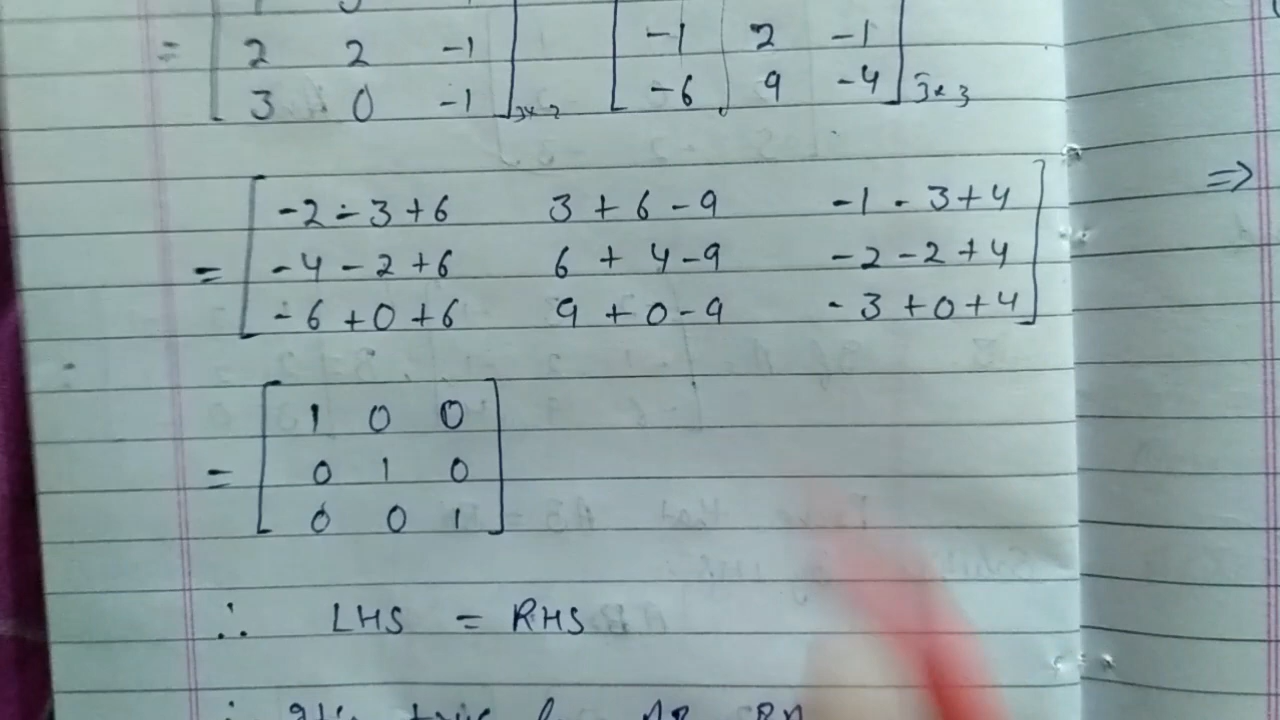 = [ 2 2 -1 ] [ -1 2 -1 ]
3 0 -1 -6 9 -4 3×3
-2-3+6 3+6-9 -1-3+4
= -4-2+6 6+4-9 -2-2+4
-6+0+6 9+0-9 -3+0+4
⇒
1 0 0
= 0 1 0
0 0 1
∴ LHS = RHS